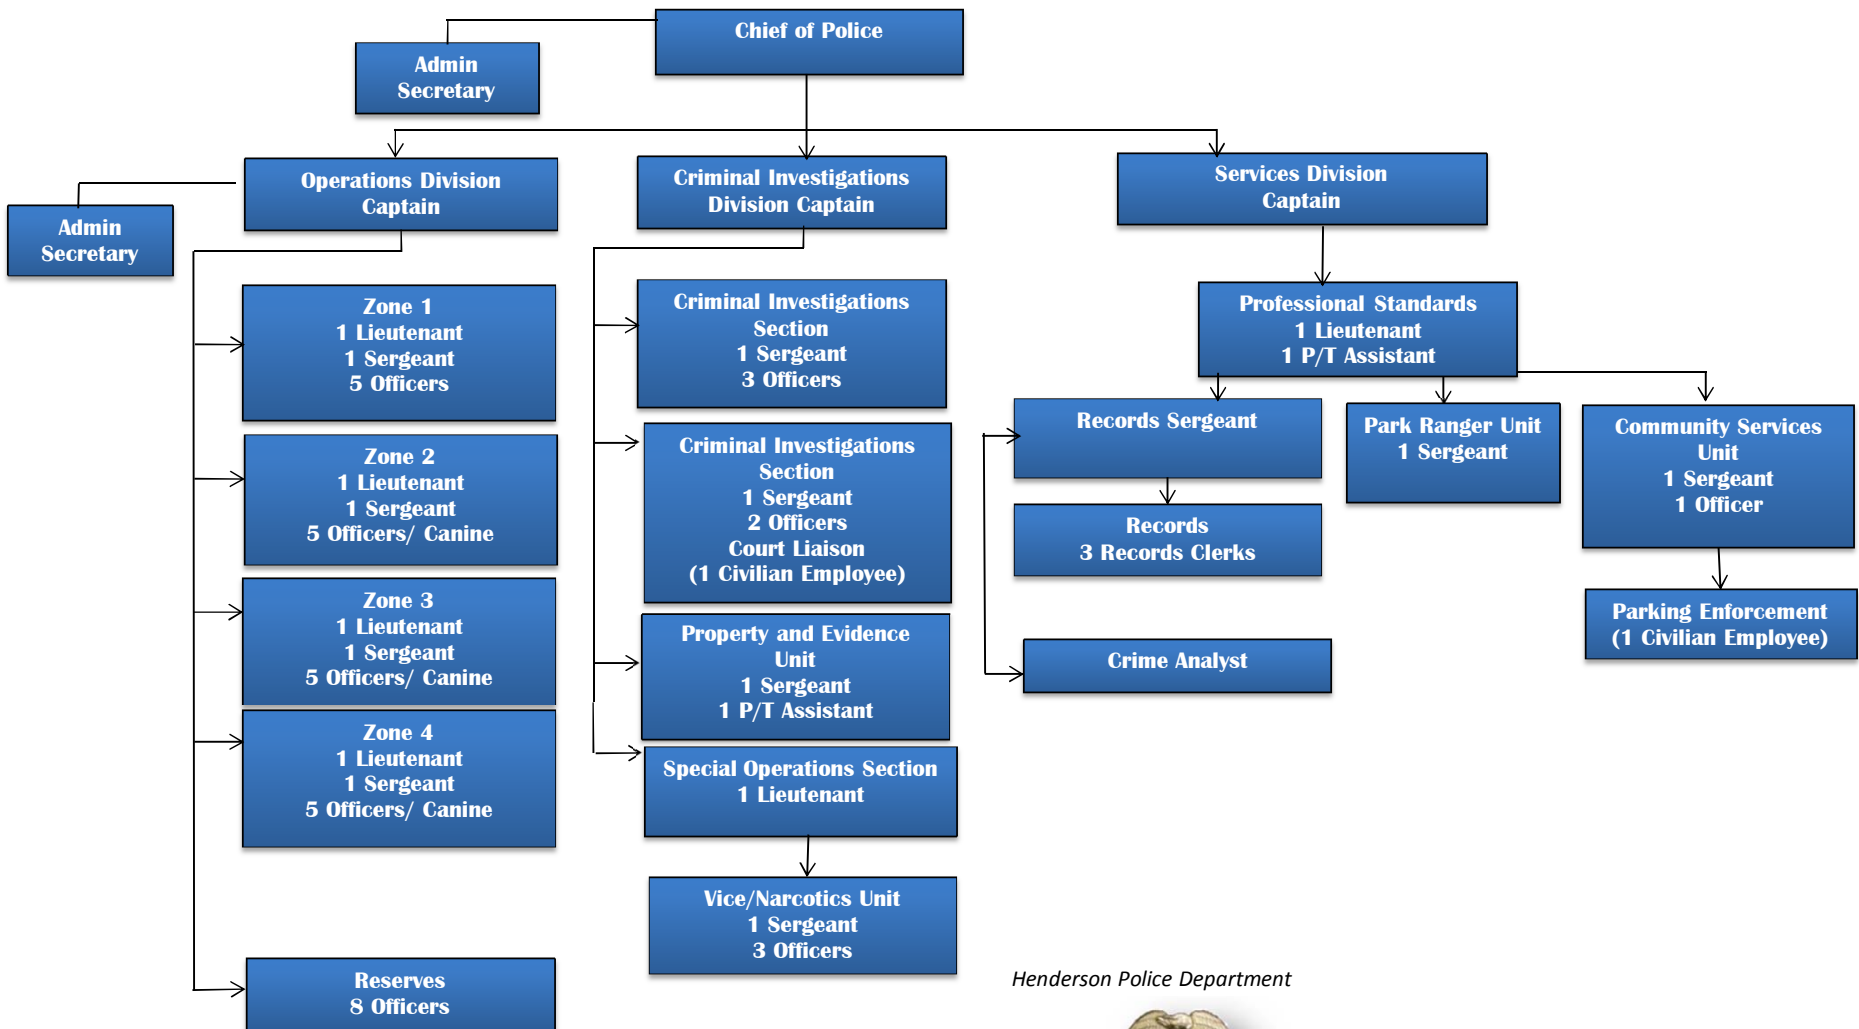 Chief of Police
Admin
Secretary
Operations Division
Captain
Admin
Secretary
Zone 1
1 Lieutenant
1 Sergeant
5 Officers
Zone 2
1 Lieutenant
1 Sergeant
5 Officers/ Canine
Zone 3
1 Lieutenant
1 Sergeant
5 Officers/ Canine
Zone 4
1 Lieutenant
1 Sergeant
5 Officers/ Canine
Reserves
8 Officers
Criminal Investigations
Division Captain
Criminal Investigations
Section
1 Sergeant
3 Officers
Criminal Investigations
Section
1 Sergeant
2 Officers
Court Liaison
(1 Civilian Employee)
Property and Evidence
Unit
1 Sergeant
1 P/T Assistant
Special Operations Section
1 Lieutenant
Vice/Narcotics Unit
1 Sergeant
3 Officers
Services Division
Captain
Professional Standards
1 Lieutenant
1 P/T Assistant
Records Sergeant
Records
3 Records Clerks
Crime Analyst
Park Ranger Unit
1 Sergeant
Community Services
Unit
1 Sergeant
1 Officer
Parking Enforcement
(1 Civilian Employee)
Henderson Police Department